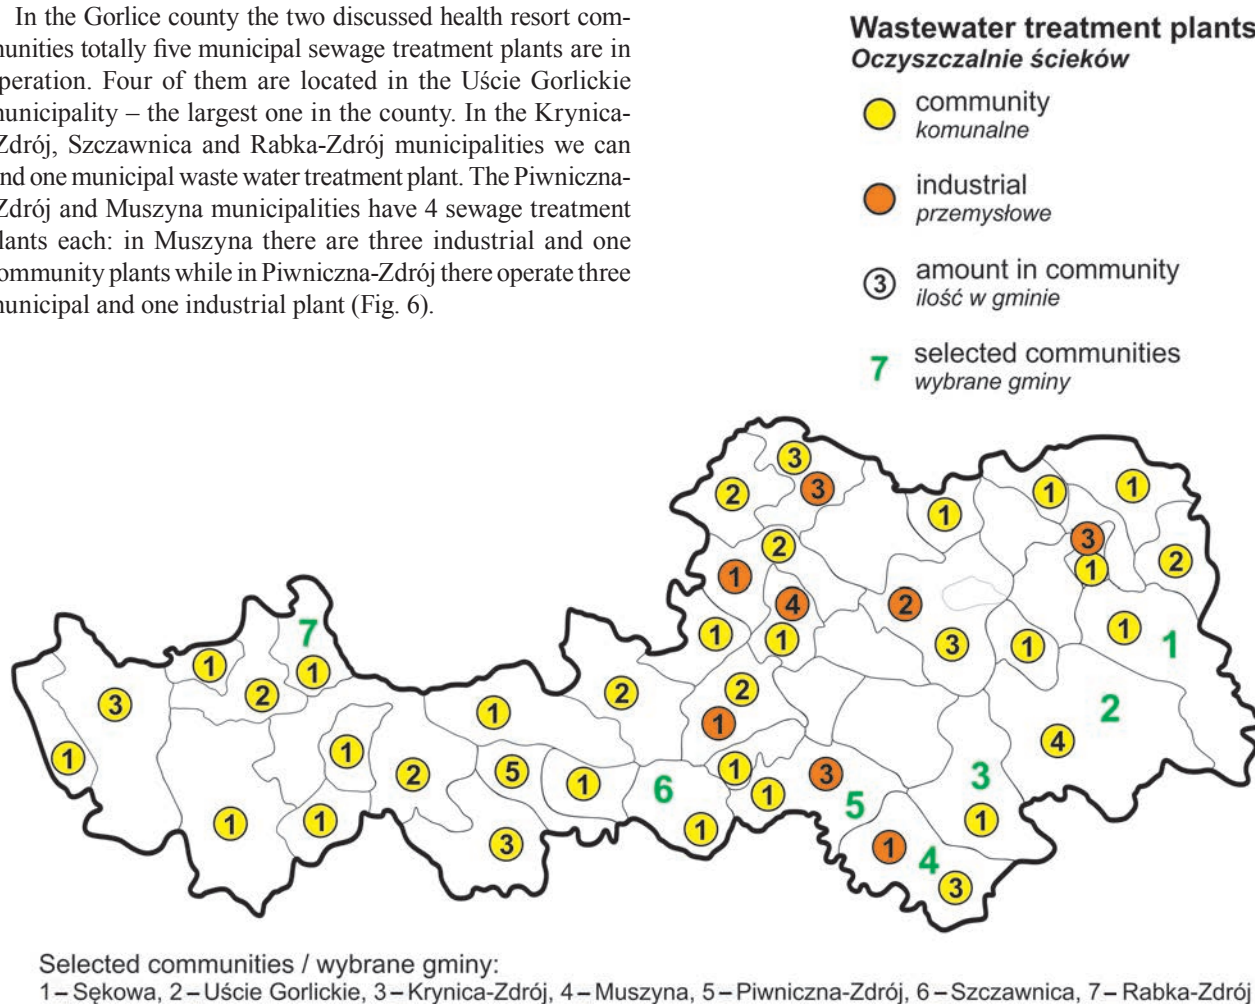 In the Gorlice county the two discussed health resort com-
munities totally five municipal sewage treatment plants are in
peration. Four of them are located in the Uście Gorlickie
nunicipality – the largest one in the county. In the Krynica-
Zdrój, Szczawnica and Rabka-Zdrój municipalities we can
nd one municipal waste water treatment plant. The Piwniczna-
Zdrój and Muszyna municipalities have 4 sewage treatment
lants each: in Muszyna there are three industrial and one
ommunity plants while in Piwniczna-Zdrój there operate three
nunicipal and one industrial plant (Fig. 6).
Wastewater treatment plants
Oczyszczalnie ścieków
community
komunalne
industrial
przemysłowe
3 amount in community
ilość w gminie
7 selected communities
wybrane gminy
3
2
3
1
1
1
2
3
1
2
1
4
2
1
1
3
1
1
1
7
1
1
2
3
1
2
1
2
1
2
1
4
1
2
5
1
6
1
1
3
5
3
1
1
1
3
1
1
4
3
Selected communities / wybrane gminy:
1 – Sękowa, 2 – Uście Gorlickie, 3 – Krynica-Zdrój, 4 – Muszyna, 5 – Piwniczna-Zdrój, 6 – Szczawnica, 7 – Rabka-Zdrój